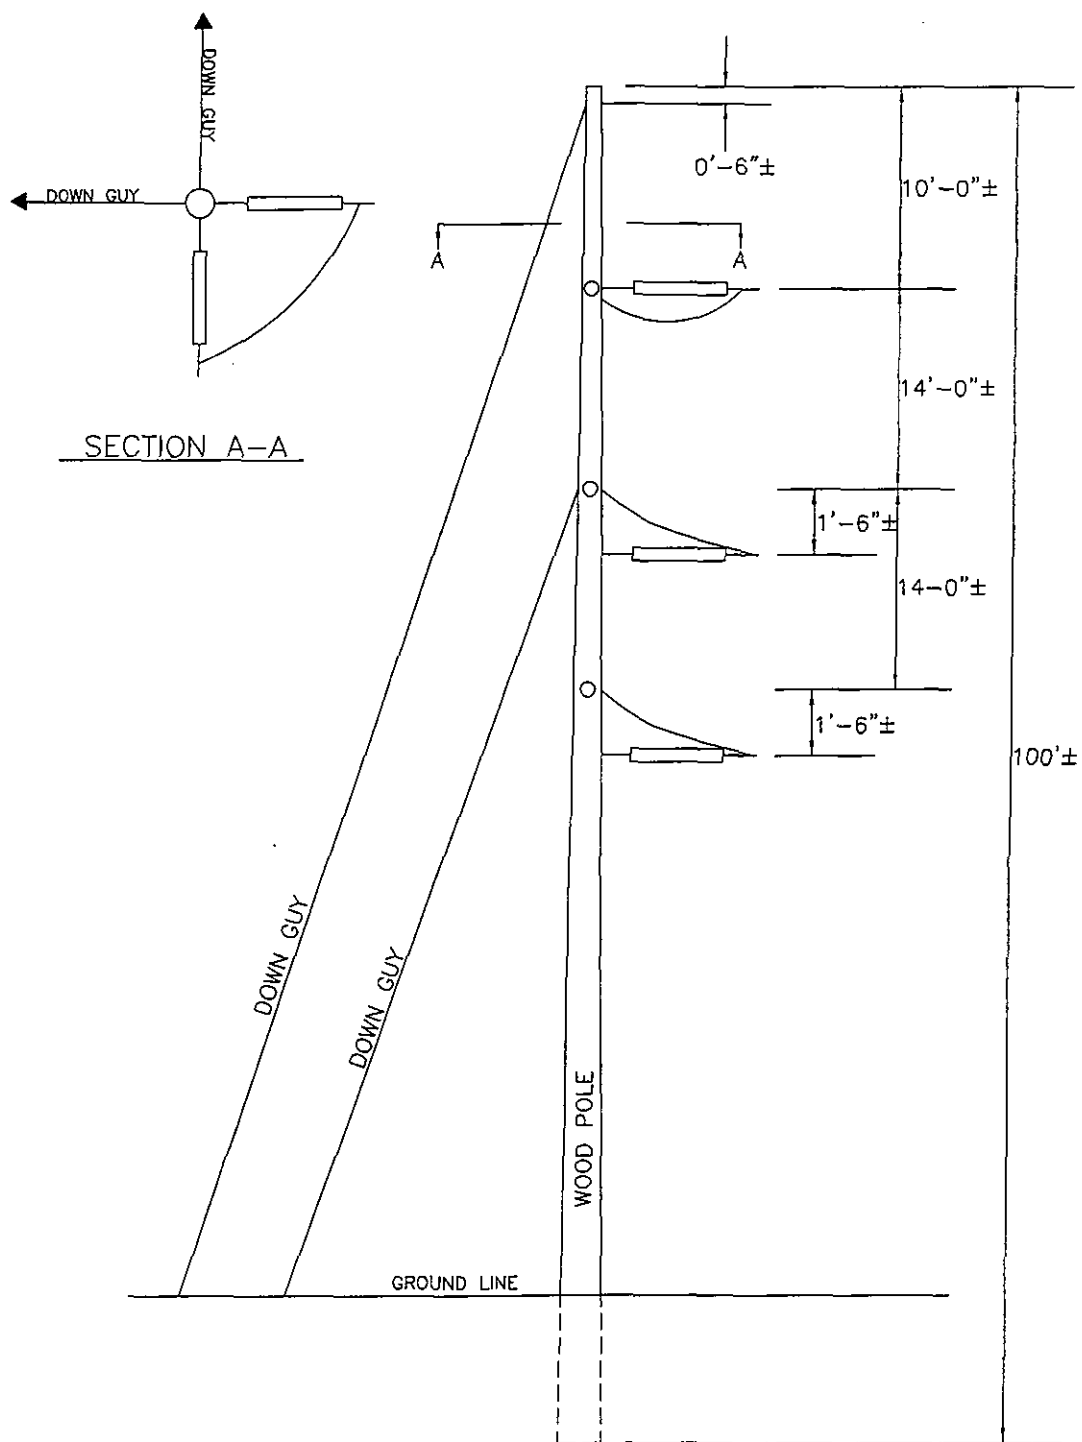 DOWN GUY
DOWN GUY
SECTION A-A
0'-6"±
10'-0"±
A
A
14'-0"±
1'-6"±
14-0"±
1'-6"±
100'±
DOWN GUY
DOWN GUY
WOOD POLE
GROUND LINE